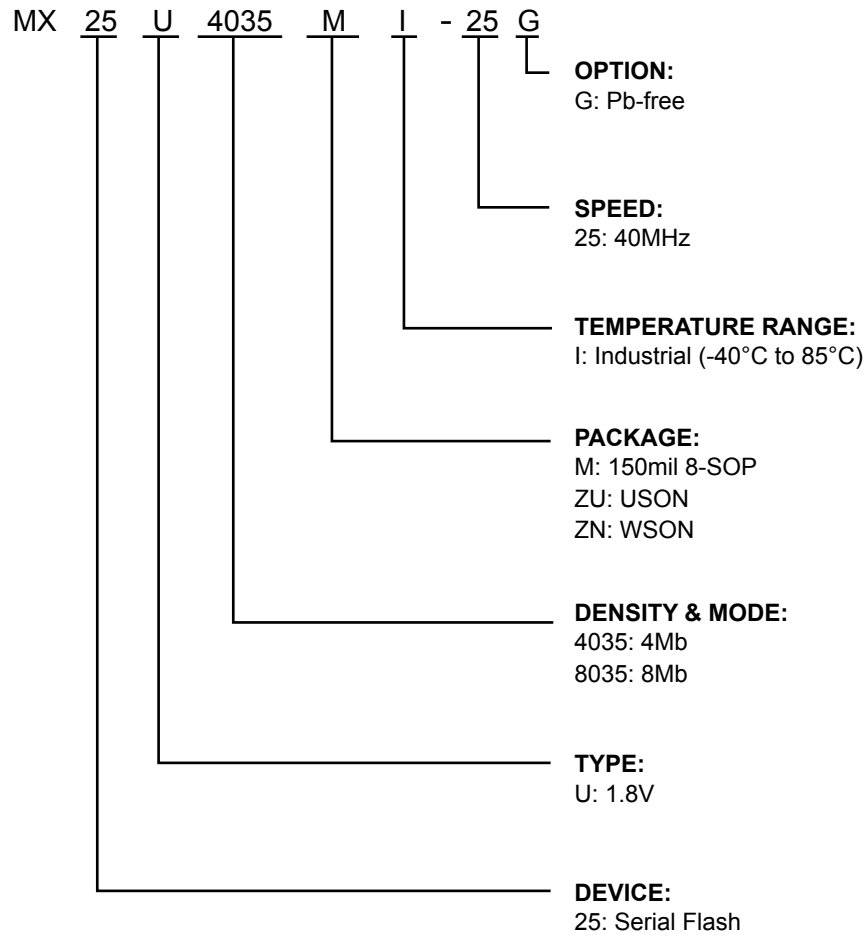 MX 25 U 4035 M I - 25 G
OPTION:
G: Pb-free
SPEED:
25: 40MHz
TEMPERATURE RANGE:
I: Industrial (-40°C to 85°C)
PACKAGE:
M: 150mil 8-SOP
ZU: USON
ZN: WSON
DENSITY & MODE:
4035: 4Mb
8035: 8Mb
TYPE:
U: 1.8V
DEVICE:
25: Serial Flash